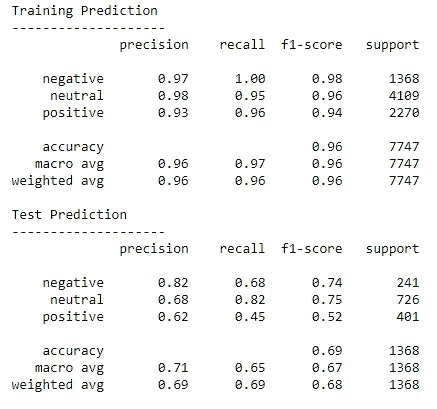 Training Prediction
--------------------
precision recall f1-score support
negative 0.97 1.00 0.98 1368
neutral 0.98 0.95 0.96 4109
positive 0.93 0.96 0.94 2270
accuracy 0.96 7747
macro avg 0.96 0.97 0.96 7747
weighted avg 0.96 0.96 0.96 7747
Test Prediction
--------------------
precision recall f1-score support
negative 0.82 0.68 0.74 241
neutral 0.68 0.82 0.75 726
positive 0.62 0.45 0.52 401
accuracy 0.69 1368
macro avg 0.71 0.65 0.67 1368
weighted avg 0.69 0.69 0.68 1368